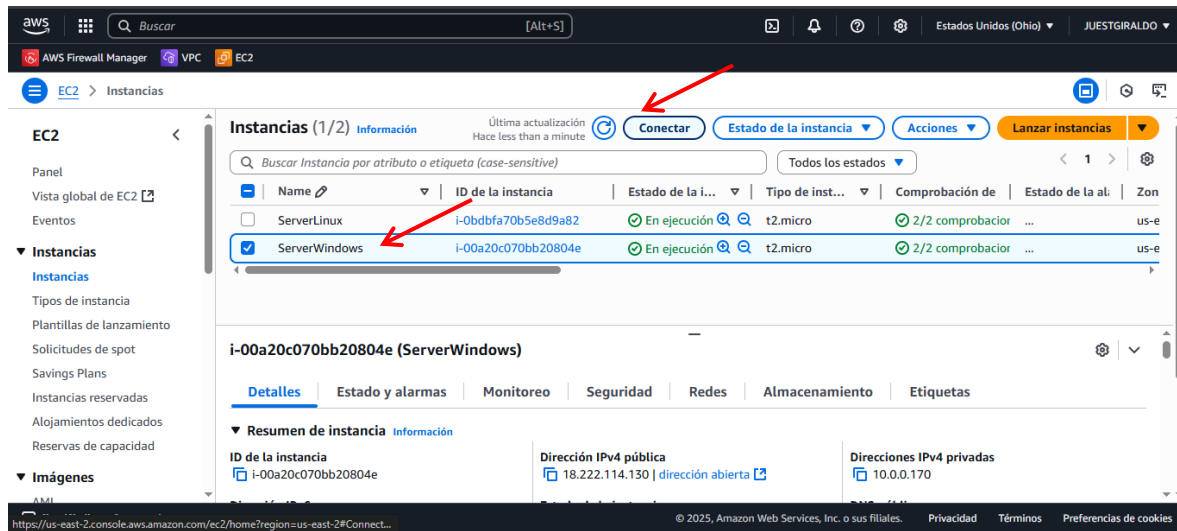 aws
Buscar [Alt+S] Estados Unidos (Ohio) JUESTGIRALDO
AWS Firewall Manager VPC EC2
EC2 > Instancias
EC2
Panel
Vista global de EC2
Eventos
Instancias
Instancias
Tipos de instancia
Plantillas de lanzamiento
Solicitudes de spot
Savings Plans
Instancias reservadas
Alojamientos dedicados
Reservas de capacidad
Imágenes
Instancias (1/2) Información
Última actualización
Hace less than a minute
Conectar Estado de la instancia Acciones Lanzar instancias
Buscar Instancia por atributo o etiqueta (case-sensitive) Todos los estados 1
Name ID de la instancia Estado de la i... Tipo de inst... Comprobación de Estado de la Zon
ServerLinux i-0bdbfa70b5e8d9a82 En ejecución t2.micro 2/2 comprobacior ... us-e
ServerWindows i-00a20c070bb20804e En ejecución t2.micro 2/2 comprobacior ... us-e
i-00a20c070bb20804e (ServerWindows)
Detalles Estado y alarmas Monitoreo Seguridad Redes Almacenamiento Etiquetas
Resumen de instancia Información
ID de la instancia Dirección IPv4 pública Direcciones IPv4 privadas
i-00a20c070bb20804e 18.222.114.130 | dirección abierta 10.0.0.170
https://us-east-2.console.aws.amazon.com/ec2/home?region=us-east-2#Connect...
© 2025, Amazon Web Services, Inc. o sus filiales. Privacidad Términos Preferencias de cookies